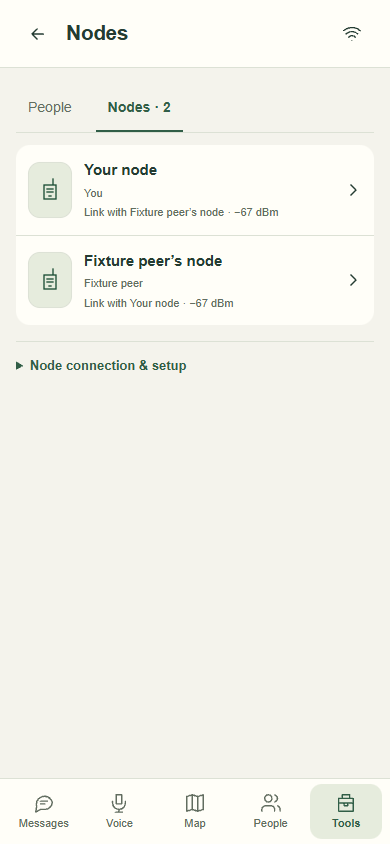 Nodes
People
Nodes · 2
Your node
You
Link with Fixture peer’s node · −67 dBm
Fixture peer’s node
Fixture peer
Link with Your node · −67 dBm
Node connection & setup
Messages
Voice
Map
People
Tools